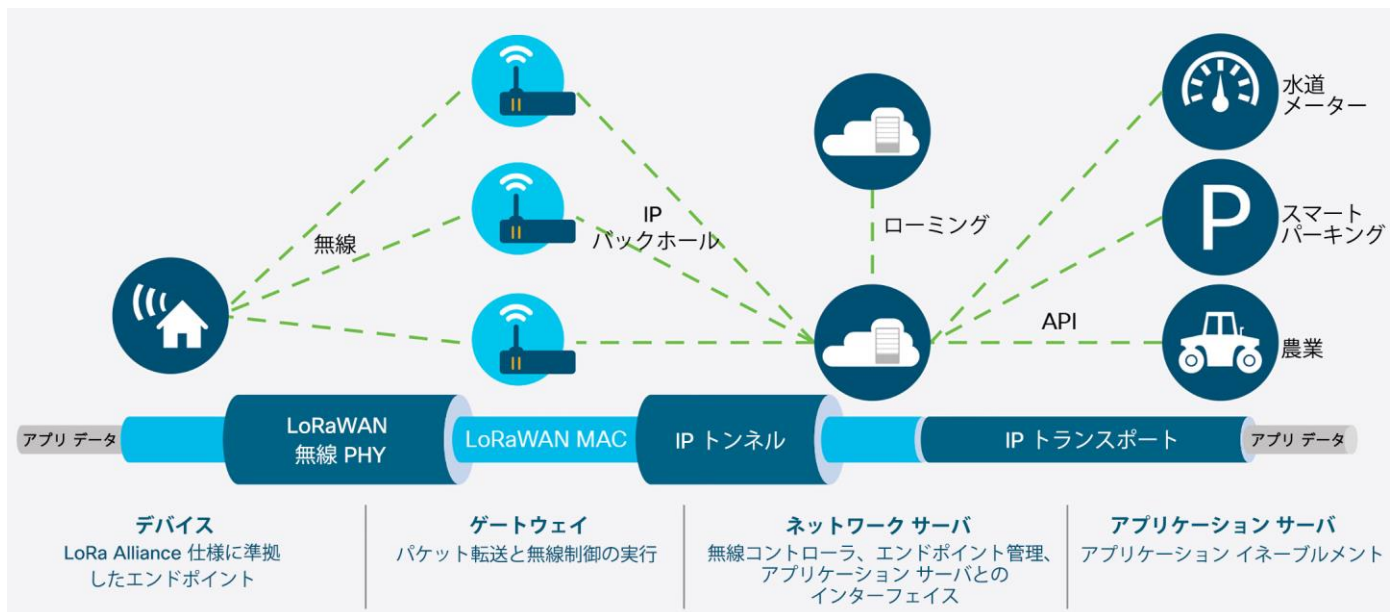 水道
メーター
スマート
パーキング
農業
無線
IP
バックホール
ローミング
API
アプリ データ
LoRaWAN
無線 PHY
LoRaWAN MAC
IP トンネル
IP トランスポート
アプリ データ
デバイス
LoRa Alliance 仕様に準拠
したエンドポイント
ゲートウェイ
パケット転送と無線制御の実行
ネットワーク サーバ
無線コントローラ、エンドポイント管理、
アプリケーション サーバとの
インターフェイス
アプリケーション サーバ
アプリケーション イネーブルメント
P